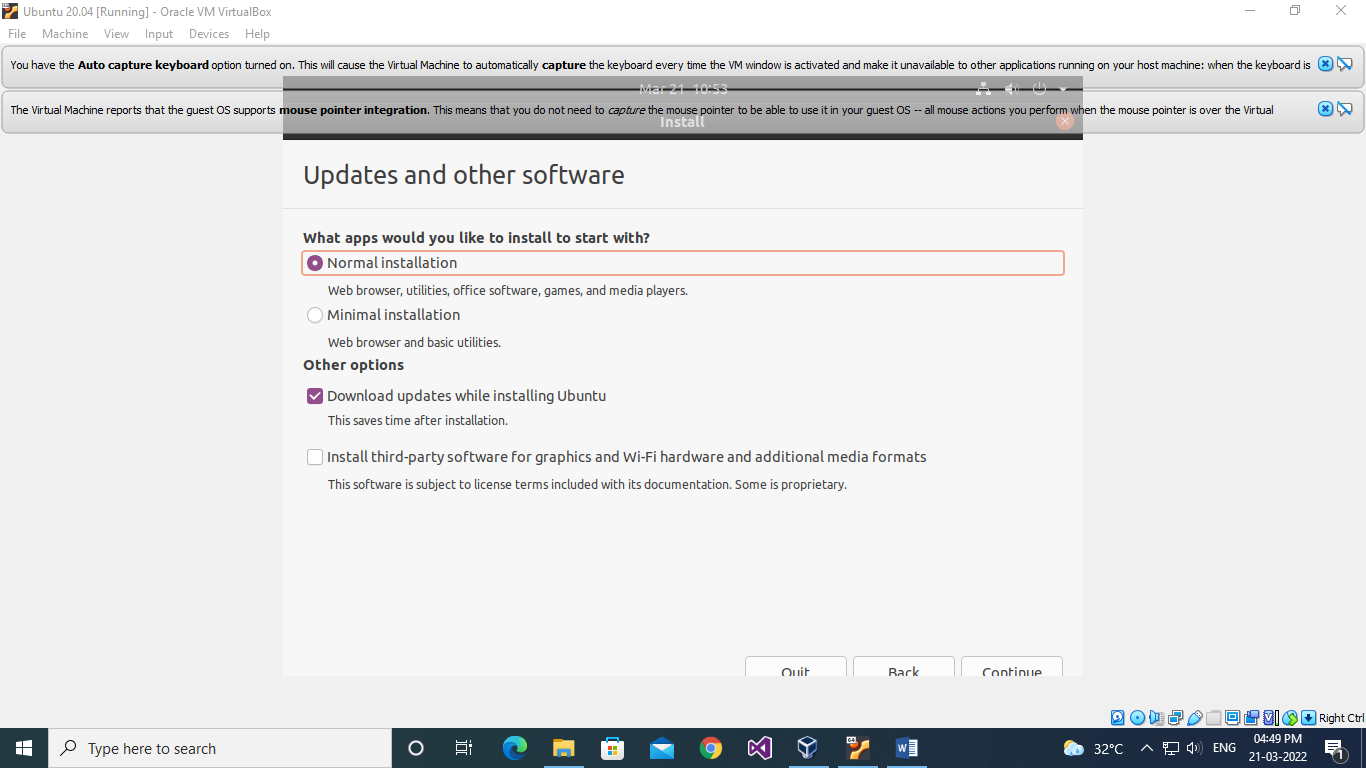 Ubuntu 20.04 [Running] - Oracle VM VirtualBox
File Machine View Input Devices Help
You have the Auto capture keyboard option turned on. This will cause the Virtual Machine to automatically capture the keyboard every time the VM window is activated and make it unavailable to other applications running on your host machine: when the keyboard is
Mar 21 10:53
The Virtual Machine reports that the guest OS supports mouse pointer integration. This means that you do not need to capture the mouse pointer to be able to use it in your guest OS -- all mouse actions you perform when the mouse pointer is over the Virtual
Install
Updates and other software
What apps would you like to install to start with?
Normal installation
Web browser, utilities, office software, games, and media players.
Minimal installation
Web browser and basic utilities.
Other options
Download updates while installing Ubuntu
This saves time after installation.
Install third-party software for graphics and Wi-Fi hardware and additional media formats
This software is subject to license terms included with its documentation. Some is proprietary.
Quit Back Continue
Right Ctrl
Type here to search
32°C ENG
04:49 PM
21-03-2022
1